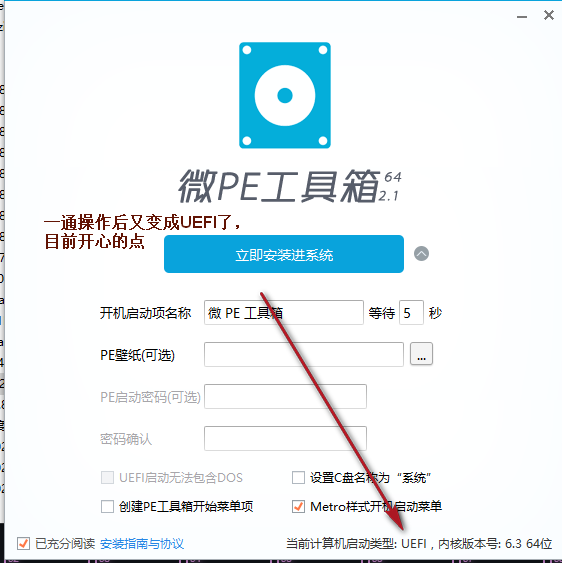 微PE工具箱 64
2.1
一通操作后又变成UEFI了，
目前开心的点
立即安装进系统
开机启动项名称 微 PE 工具箱 等待 5 秒
PE壁纸(可选) ...
PE启动密码(可选)
密码确认
UEFI启动无法包含DOS 设置C盘名称为“系统”
创建PE工具箱开始菜单项 Metro样式开机启动菜单
已充分阅读 安装指南与协议 当前计算机启动类型: UEFI，内核版本号: 6.3 64位